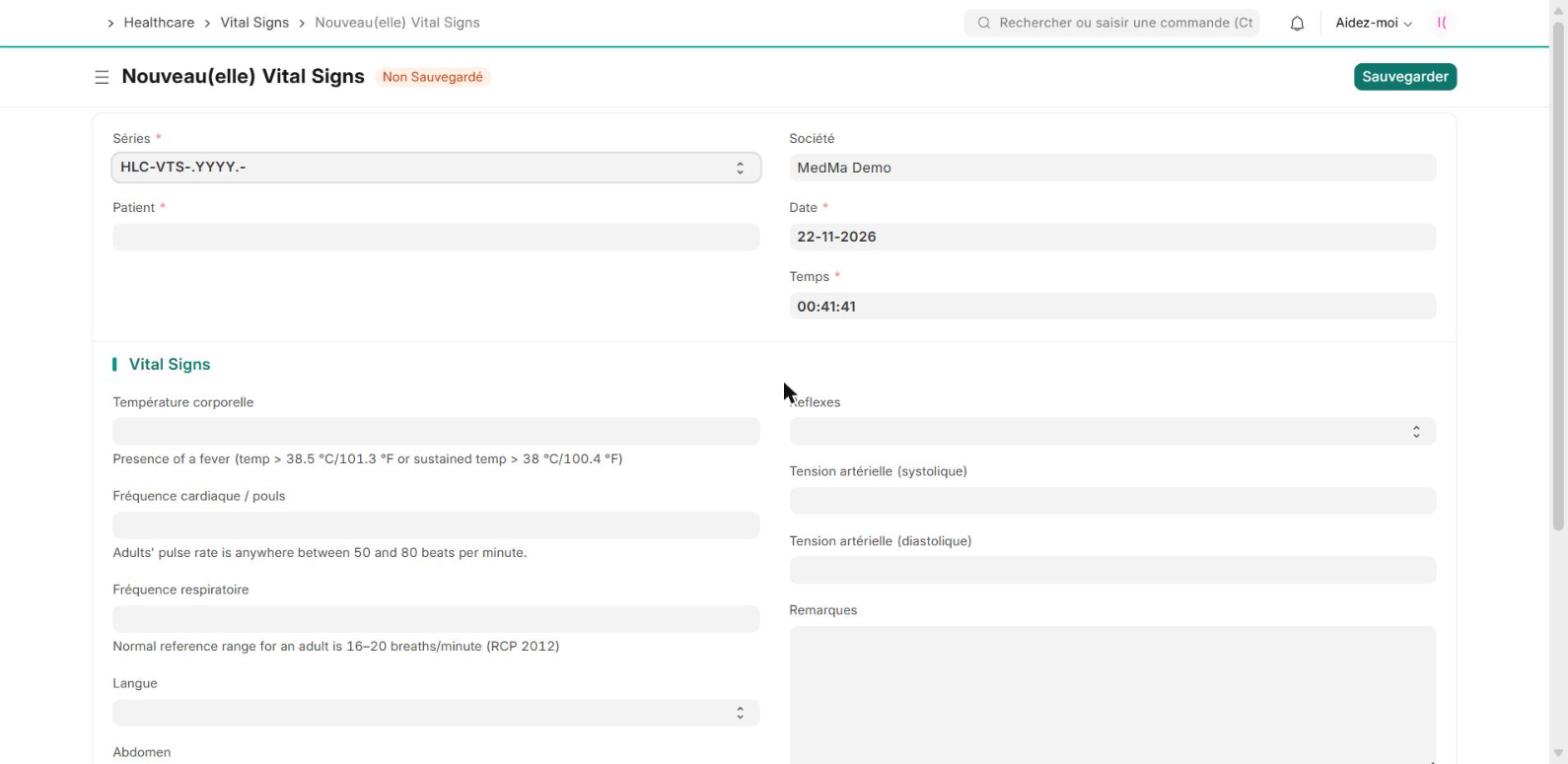 Healthcare > Vital Signs > Nouveau(elle) Vital Signs
Rechercher ou saisir une commande (Ct
Aidez-moi
I(
Nouveau(elle) Vital Signs
Non Sauvegardé
Sauvegarder
Séries *
HLC-VTS-.YYYY.-
Patient *
Société
MedMa Demo
Date *
22-11-2026
Temps *
00:41:41
Vital Signs
Température corporelle
Presence of a fever (temp > 38.5 °C/101.3 °F or sustained temp > 38 °C/100.4 °F)
Fréquence cardiaque / pouls
Adults' pulse rate is anywhere between 50 and 80 beats per minute.
Fréquence respiratoire
Normal reference range for an adult is 16–20 breaths/minute (RCP 2012)
Langue
Abdomen
Reflexes
Tension artérielle (systolique)
Tension artérielle (diastolique)
Remarques